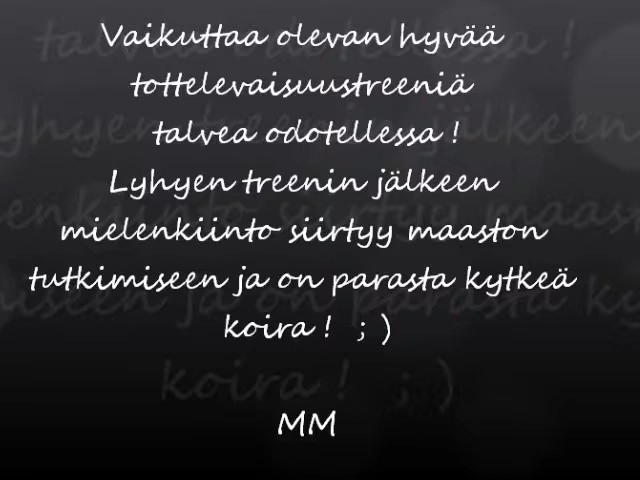 Vaikuttaa olevan hyvää
tottelevaisuustreeniä
talvea odotellessa !
Lyhyen treenin jälkeen
mielenkiinto siirtyy maaston
tutkimiseen ja on parasta kytkeä
koira ! ; )
MM